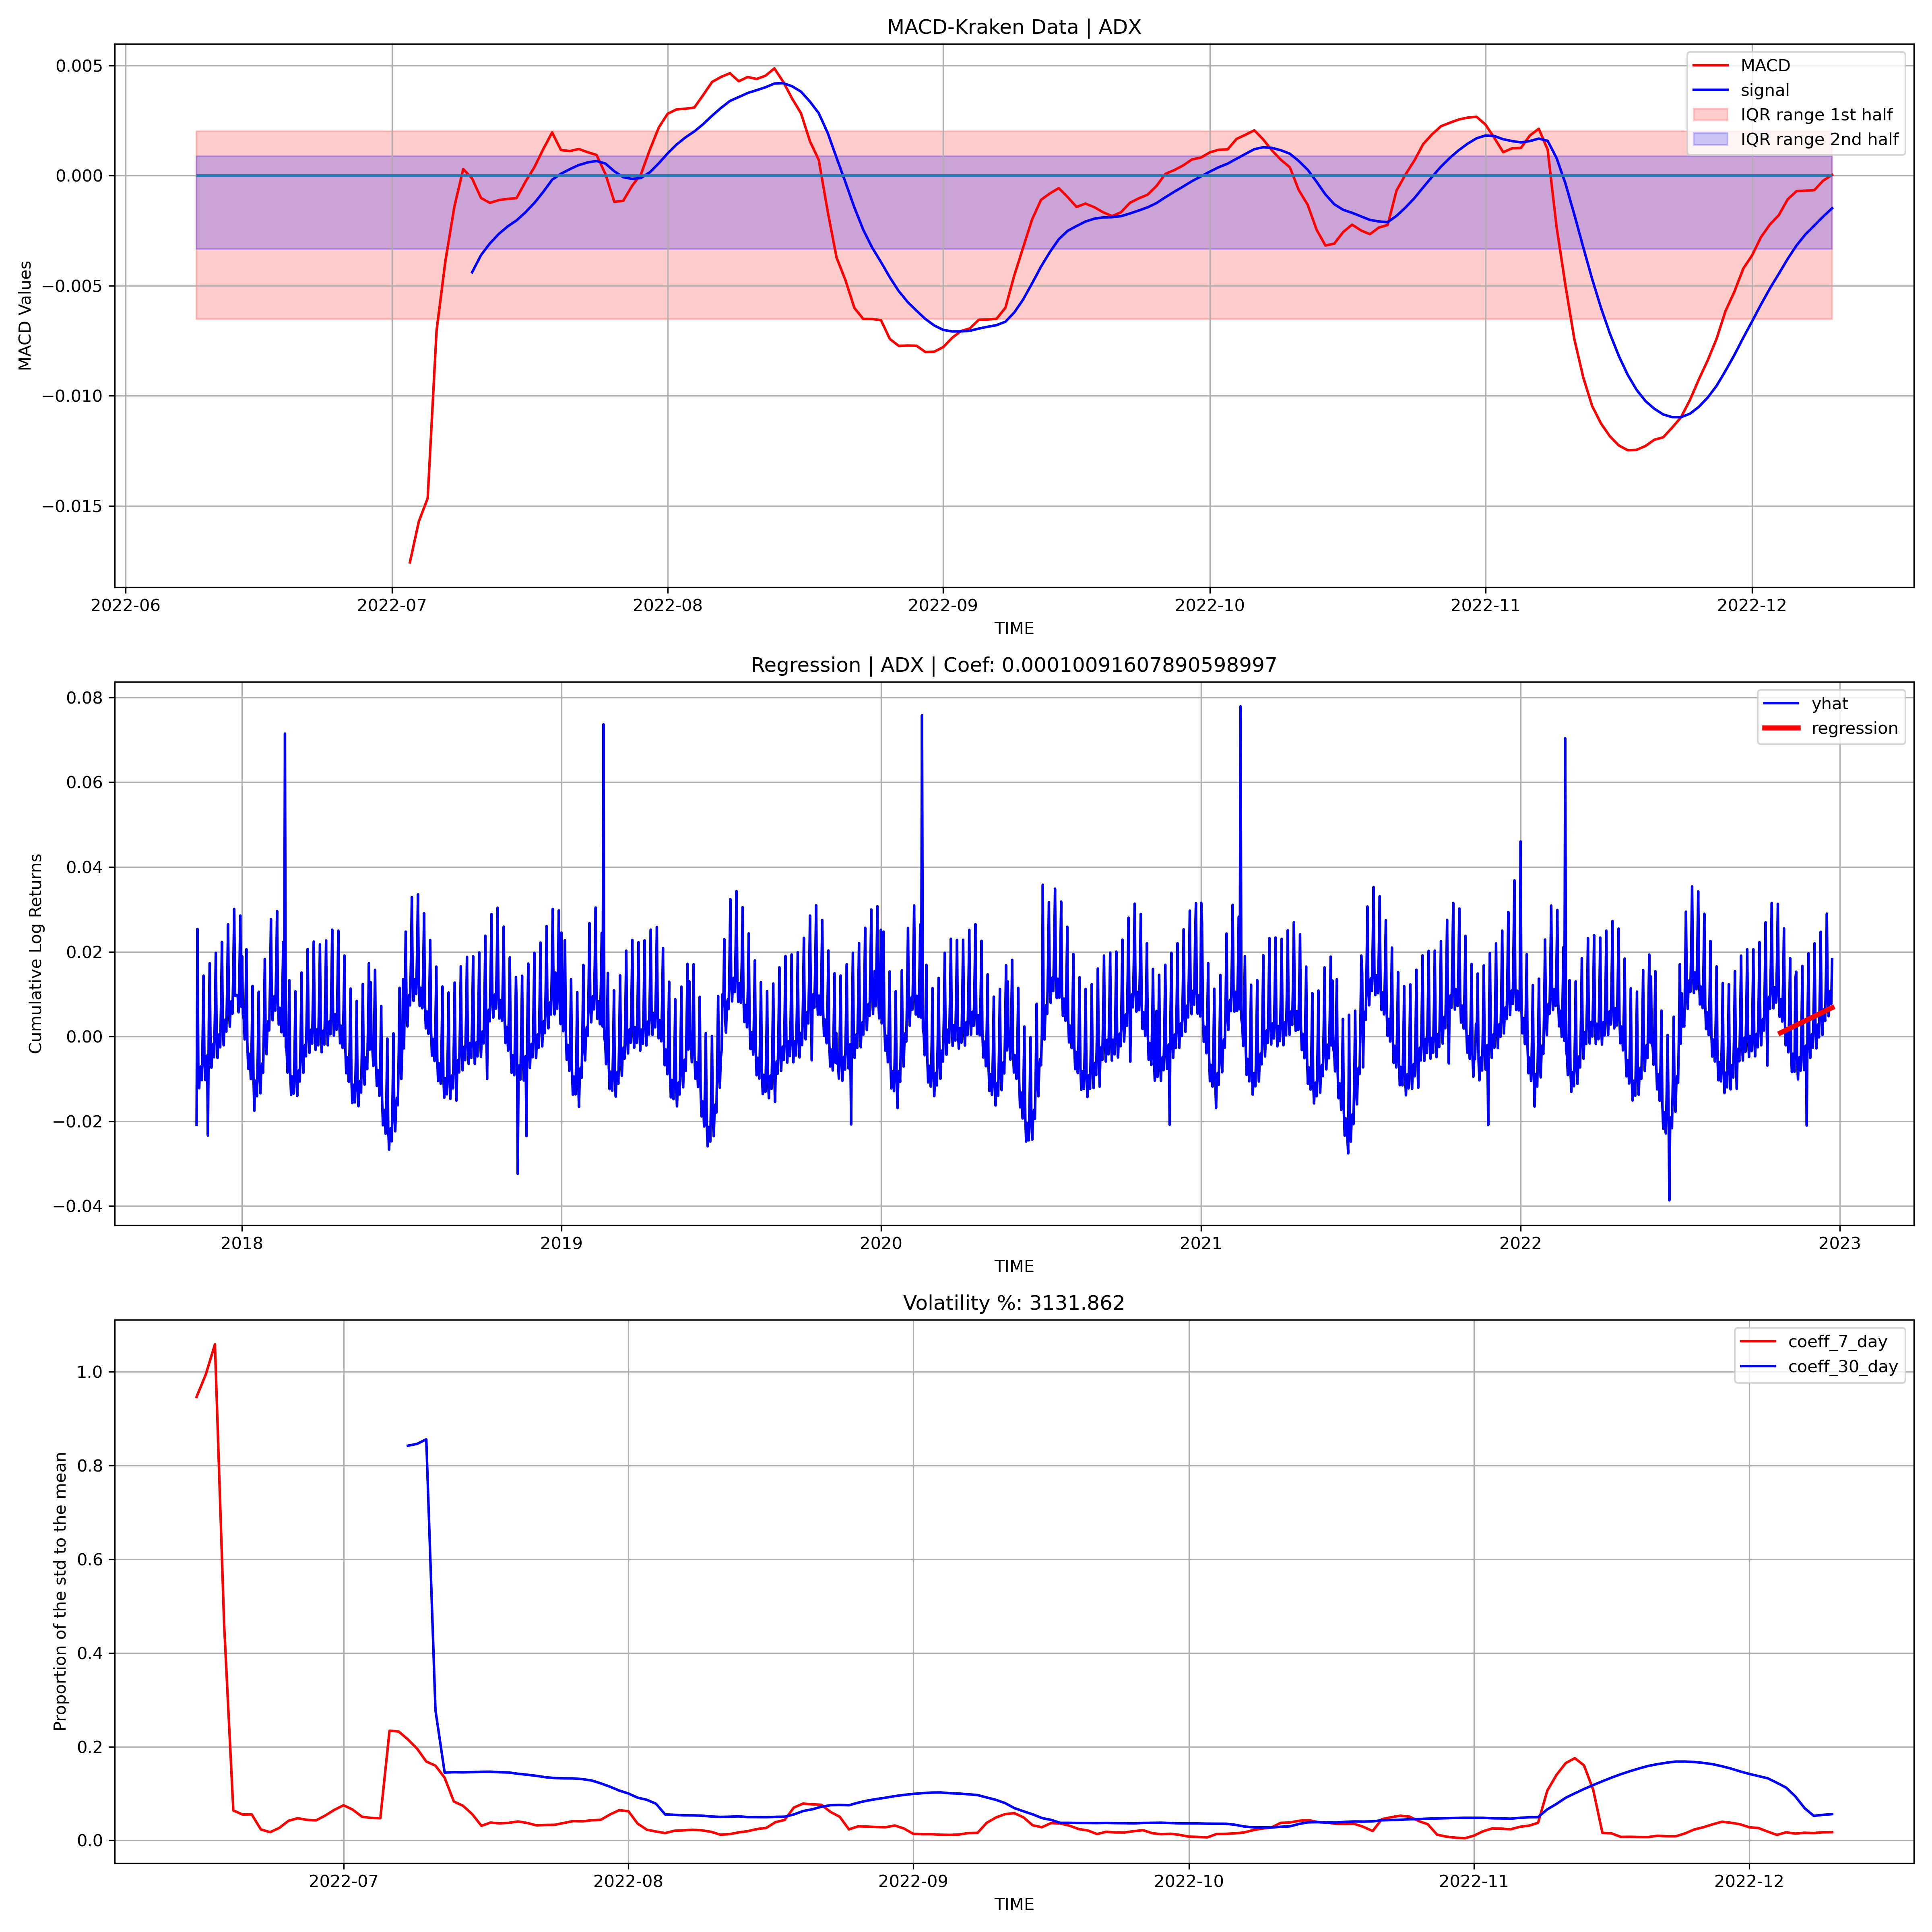 MACD-Kraken Data | ADX
MACD Values
0.005
0.000
−0.005
−0.010
−0.015
MACD
signal
IQR range 1st half
IQR range 2nd half
2022-06 2022-07 2022-08 2022-09 2022-10 2022-11 2022-12
TIME
Regression | ADX | Coef: 0.00010091607890598997
Cumulative Log Returns
0.08
0.06
0.04
0.02
0.00
−0.02
−0.04
yhat
regression
2018 2019 2020 2021 2022 2023
TIME
Volatility %: 3131.862
Proportion of the std to the mean
1.0
0.8
0.6
0.4
0.2
0.0
coeff_7_day
coeff_30_day
2022-07 2022-08 2022-09 2022-10 2022-11 2022-12
TIME